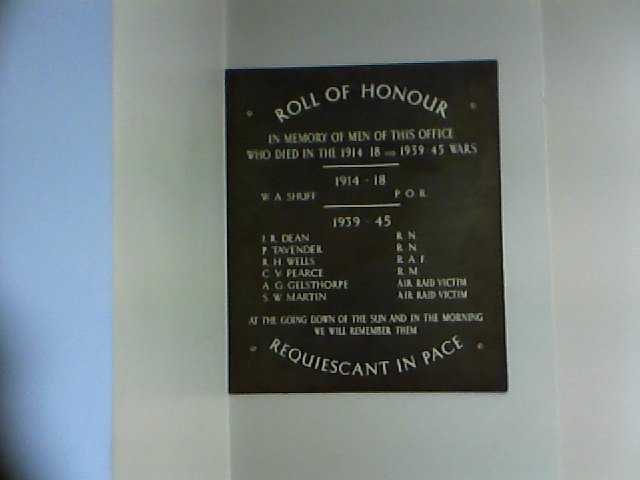 ROLL OF HONOUR
IN MEMORY OF MEN OF THIS OFFICE
WHO DIED IN THE 1914-18 AND 1939-45 WARS
1914 - 18
W. A. SHUFF P. O. R.
1939 - 45
J. R. DEAN R. N.
P. TAVENDER R. N.
R. H. WELLS R. A. F.
C. V. PEARCE R. M.
A. G. GELSTHORPE AIR RAID VICTIM
S. W. MARTIN AIR RAID VICTIM
AT THE GOING DOWN OF THE SUN AND IN THE MORNING
WE WILL REMEMBER THEM
REQUIESCANT IN PACE